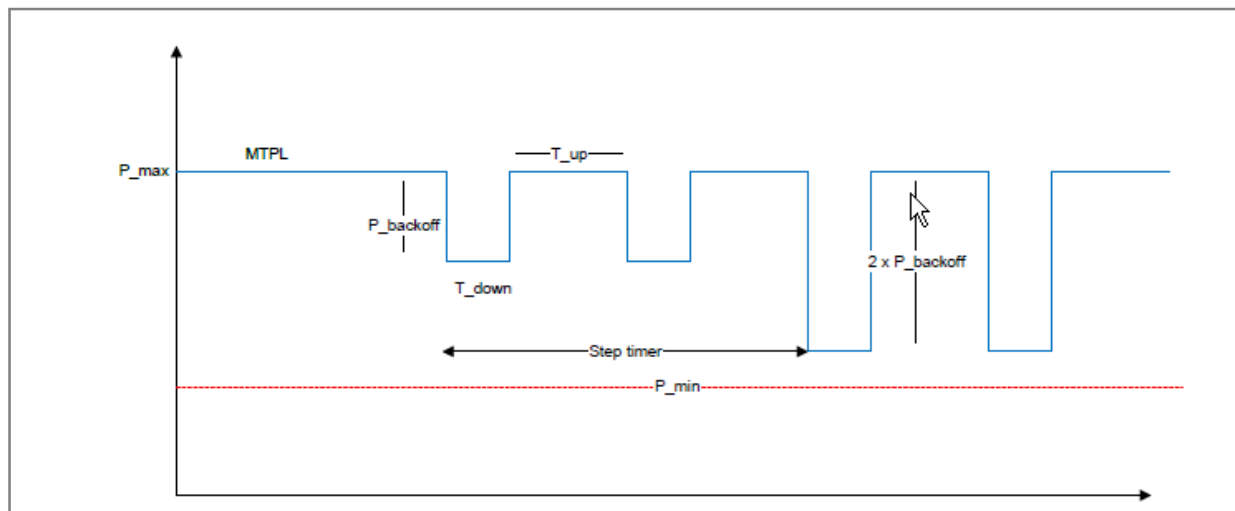 MTPL
T_up
P_max
P_backoff
2 x P_backoff
T_down
Step timer
P_min